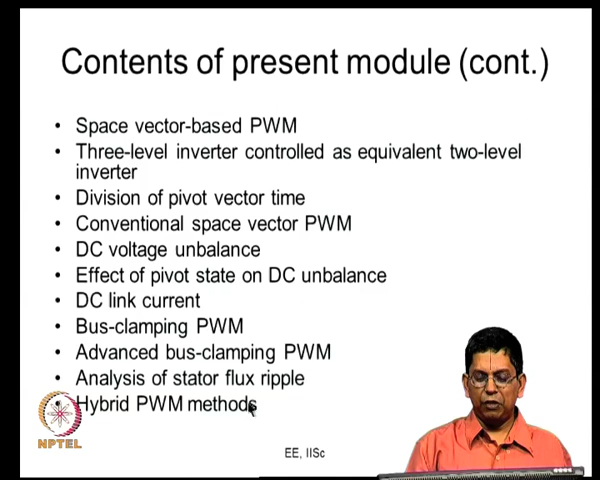 Contents of present module (cont.)
• Space vector-based PWM
• Three-level inverter controlled as equivalent two-level
inverter
• Division of pivot vector time
• Conventional space vector PWM
• DC voltage unbalance
• Effect of pivot state on DC unbalance
• DC link current
• Bus-clamping PWM
• Advanced bus-clamping PWM
• Analysis of stator flux ripple
Hybrid PWM methods
NPTEL
EE, IISc